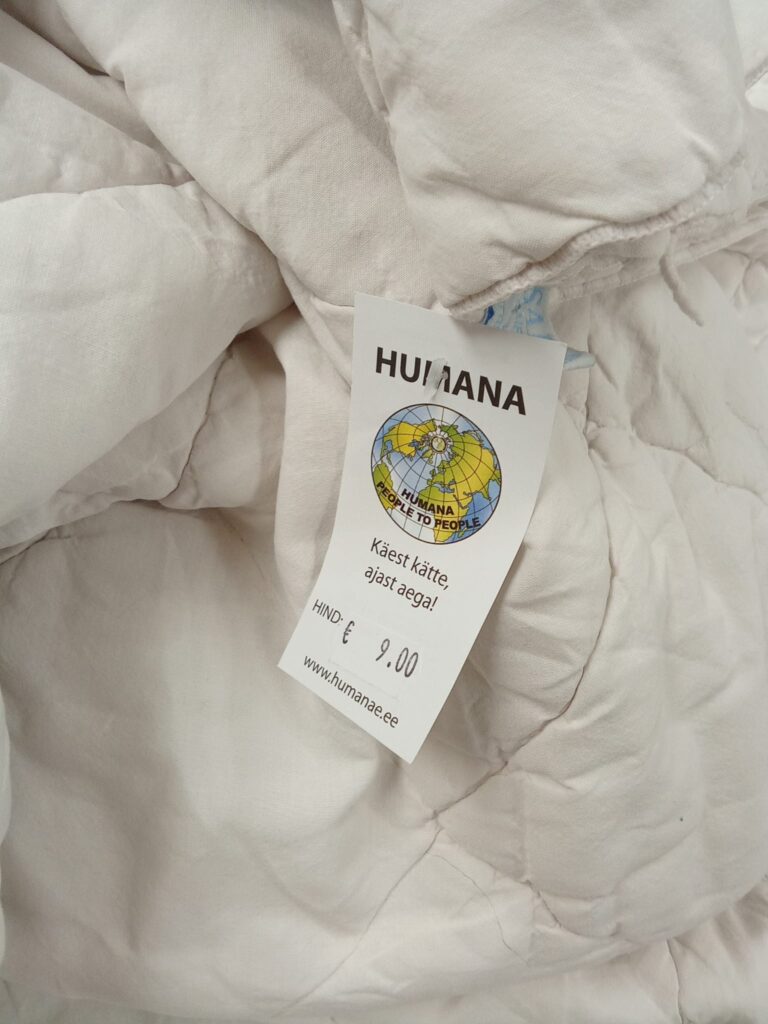 HUMANA
HUMANA
PEOPLE TO PEOPLE
Käest kätte,
ajast aega!
HIND: € 9.00
www.humanae.ee